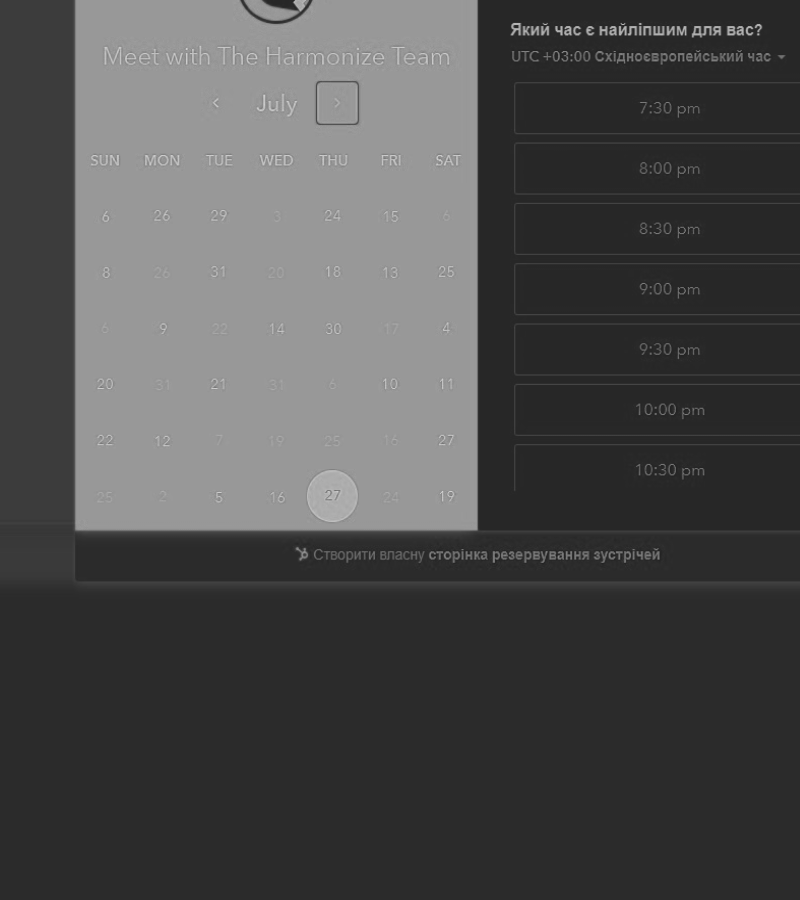 Meet with The Harmonize Team
July
SUN MON TUE WED THU FRI SAT
6 26 29 3 24 15 6
8 26 31 20 18 13 25
6 9 22 14 30 17 4
20 31 21 31 6 10 11
22 12 7 19 25 16 27
25 2 5 16 27 24 19
Який час є найліпшим для вас?
UTC +03:00 Східноєвропейський час
7:30 pm
8:00 pm
8:30 pm
9:00 pm
9:30 pm
10:00 pm
10:30 pm
Створити власну сторінка резервування зустрічей